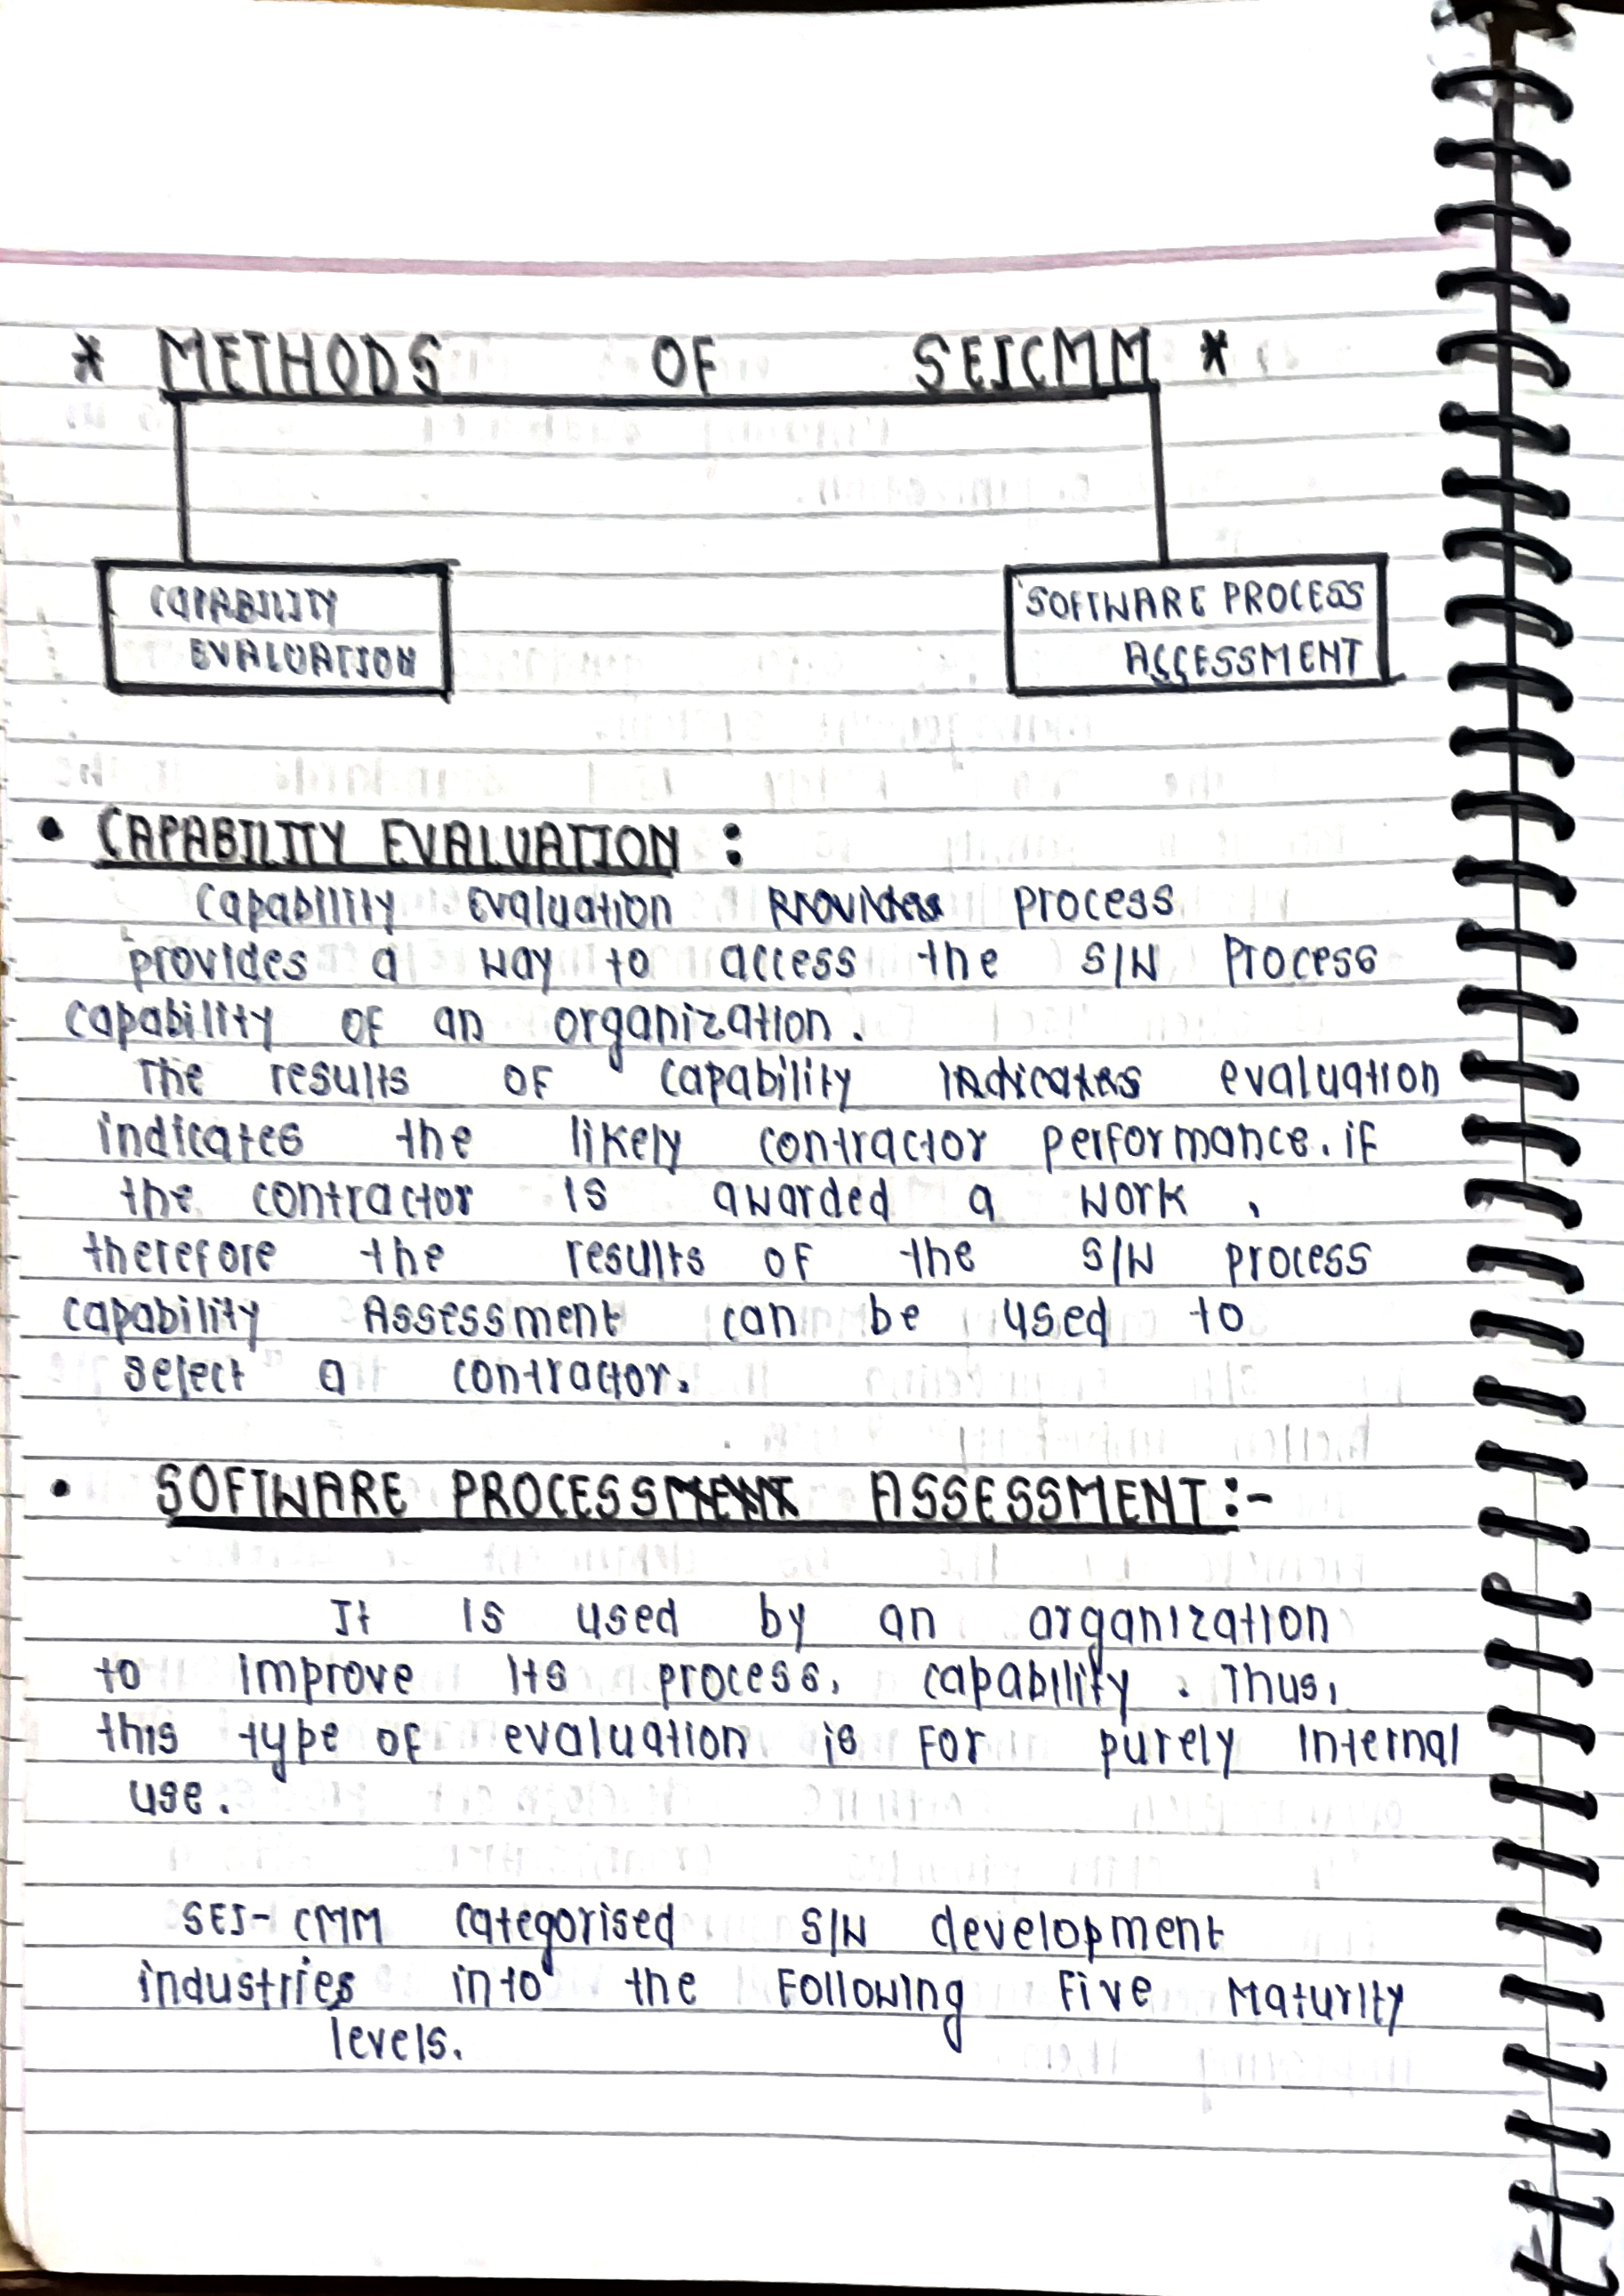 * METHODS OF SEICMM *
CAPABILITY
EVALUATION
SOFTWARE PROCESS
ASSESSMENT
• CAPABILITY EVALUATION :
Capability Evaluation process
provides a way to access the S/W Process
capability of an organization.
The results of capability evaluation
indicates the likely contractor performance. if
the contractor is awarded a work ,
therefore the results of the S/W process
capability Assessment can be used to
select a contractor.
• SOFTWARE PROCESS ASSESSMENT :-
It is used by an organization
to improve its process, capability . Thus,
this type of evaluation is for purely internal
use.
SEI- CMM categorised S/W development
industries into the Following Five Maturity
levels.